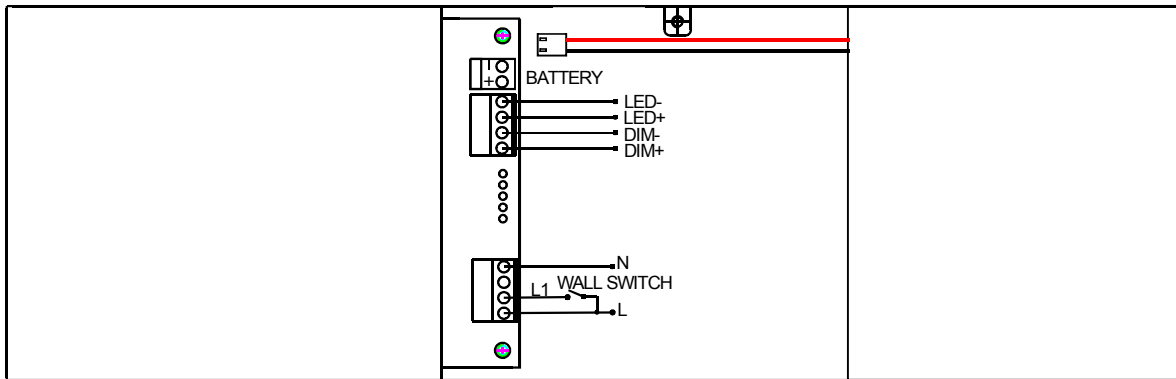 - 
+
BATTERY
LED-
LED+
DIM-
DIM+
N
WALL SWITCH
L1
L